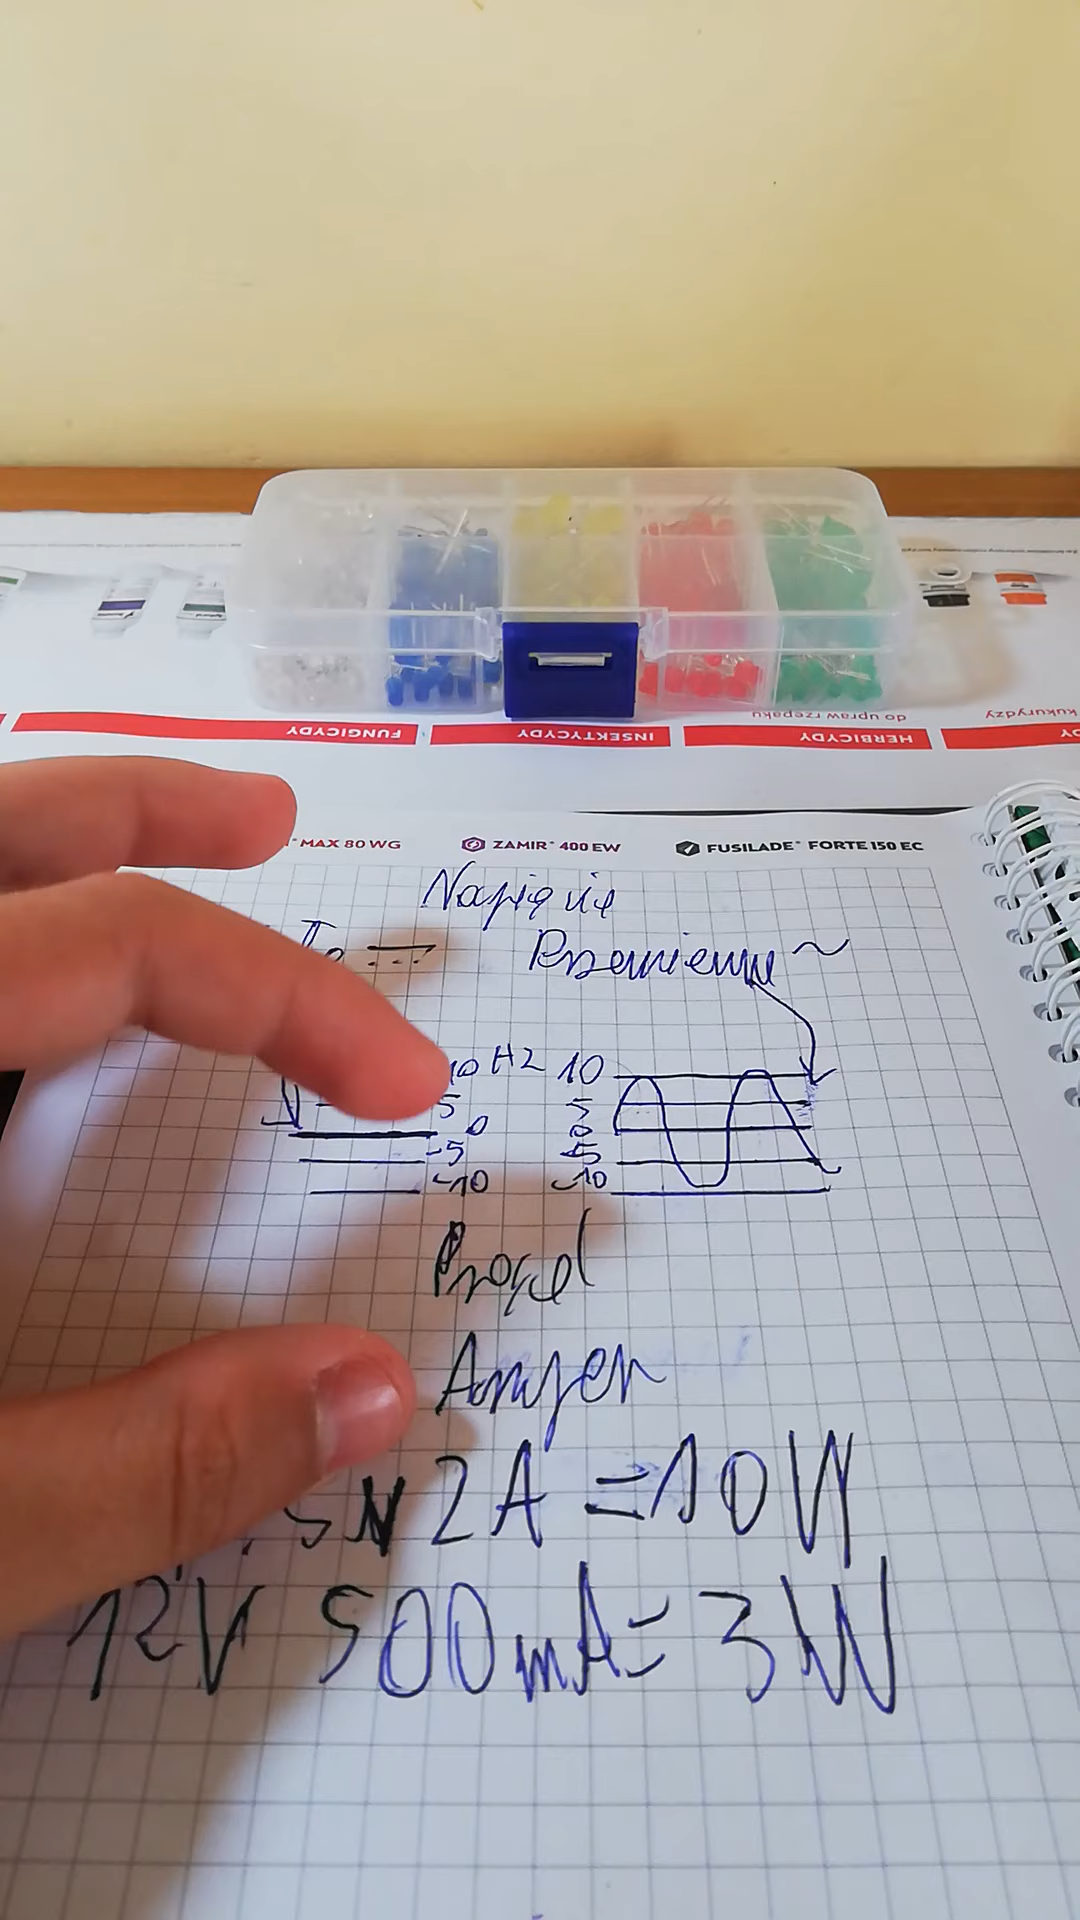 do upraw rzepaku
kukurydzy
FUNGICYDY
INSEKTYCYDY
HERBICYDY
MAX 80 WG
ZAMIR® 400 EW
FUSILADE® FORTE 150 EC
Napięcie
Przemienne ~
Hz 10
5 5
0 0
-5 -5
-10 -10
Prąd
Amper
5V 2A = 10W
12V 500mA = 3W